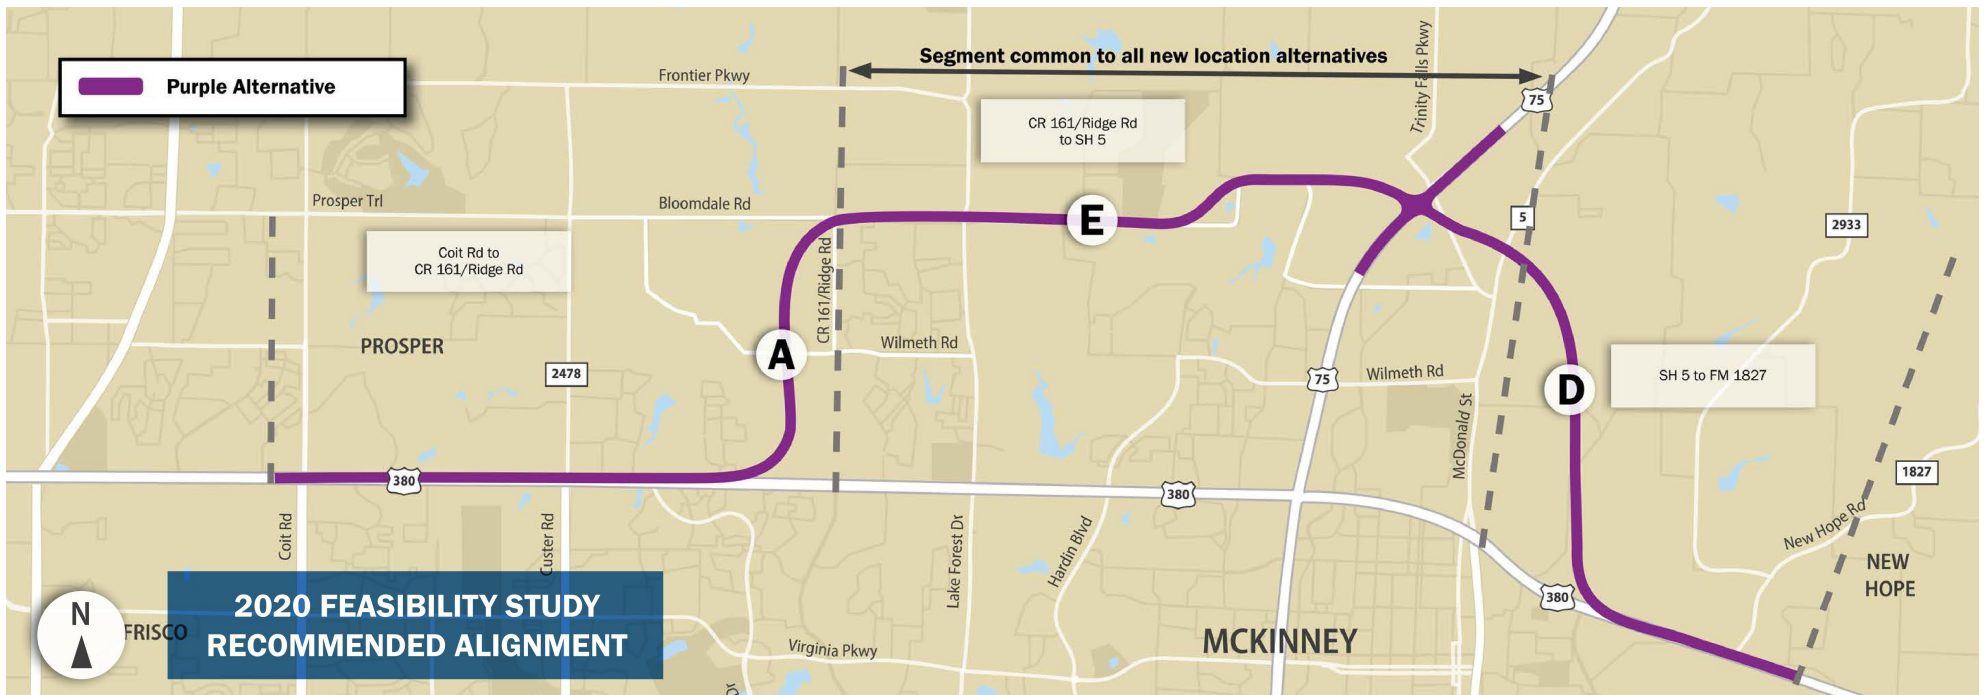 Purple Alternative
Segment common to all new location alternatives
Frontier Pkwy
Trinity Falls Pkwy
75
CR 161/Ridge Rd
to SH 5
Prosper Trl
Bloomdale Rd
E
5
2933
Coit Rd to
CR 161/Ridge Rd
CR 161/Ridge Rd
PROSPER
A
Wilmeth Rd
2478
75
Wilmeth Rd
D
SH 5 to FM 1827
McDonald St
380
380
1827
New Hope Rd
Coit Rd
Custer Rd
Lake Forest Dr
Hardin Blvd
380
NEW
HOPE
N
FRISCO
2020 FEASIBILITY STUDY
RECOMMENDED ALIGNMENT
Virginia Pkwy
MCKINNEY